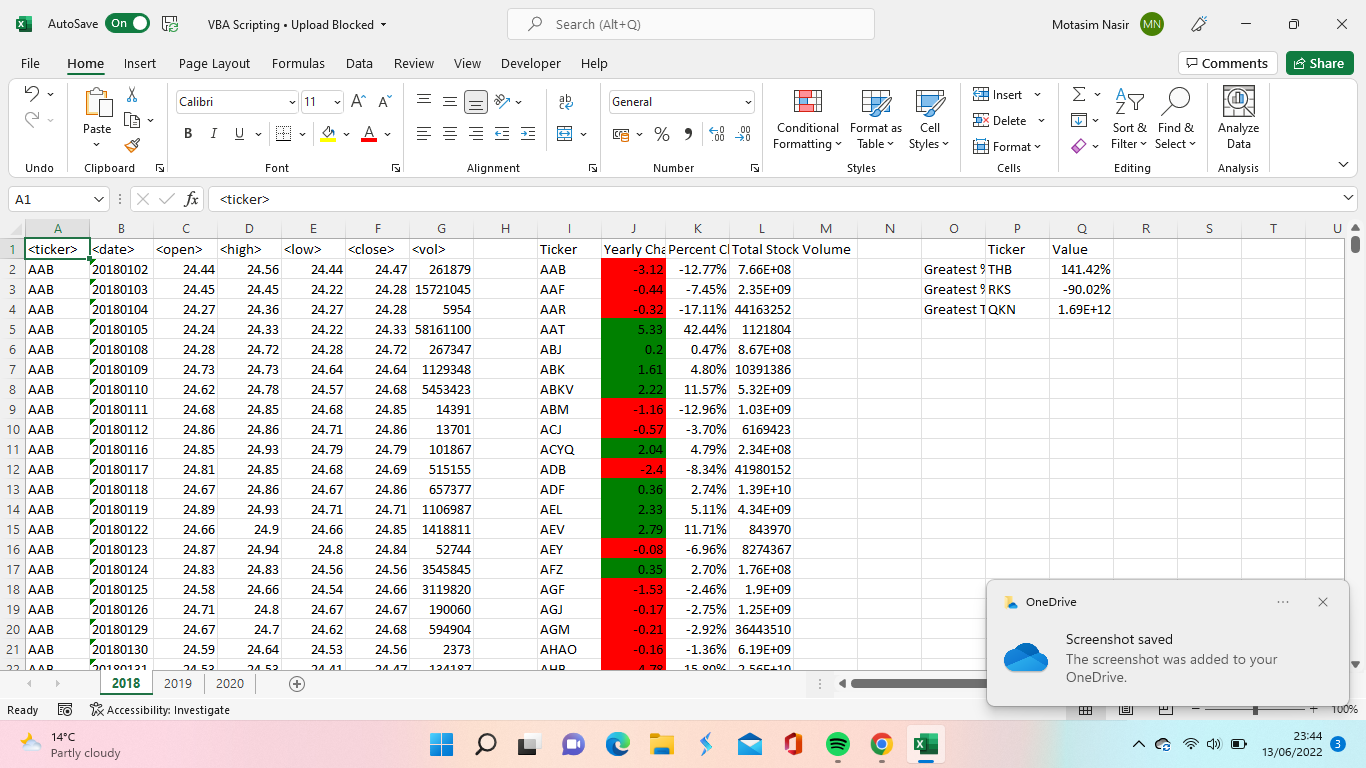 AutoSave On VBA Scripting • Upload Blocked Search (Alt+Q) Motasim Nasir MN
File Home Insert Page Layout Formulas Data Review View Developer Help Comments Share
Calibri 11 General Insert
Paste Conditional Formatting Format as Table Cell Styles Delete Sort & Filter Find & Select Analyze Data
Format
Undo Clipboard Font Alignment Number Styles Cells Editing Analysis
A1 fx <ticker>
A B C D E F G H I J K L M N O P Q R S T U
1 <ticker> <date> <open> <high> <low> <close> <vol> Ticker Yearly Cha Percent Cl Total Stock Volume Ticker Value
2 AAB 20180102 24.44 24.56 24.44 24.47 261879 AAB -3.12 -12.77% 7.66E+08 Greatest % THB 141.42%
3 AAB 20180103 24.45 24.45 24.22 24.28 15721045 AAF -0.44 -7.45% 2.35E+09 Greatest % RKS -90.02%
4 AAB 20180104 24.27 24.36 24.27 24.28 5954 AAR -0.32 -17.11% 44163252 Greatest T QKN 1.69E+12
5 AAB 20180105 24.24 24.33 24.22 24.33 58161100 AAT 5.33 42.44% 1121804
6 AAB 20180108 24.28 24.72 24.28 24.72 267347 ABJ 0.2 0.47% 8.67E+08
7 AAB 20180109 24.73 24.73 24.64 24.64 1129348 ABK 1.61 4.80% 10391386
8 AAB 20180110 24.62 24.78 24.57 24.68 5453423 ABKV 2.22 11.57% 5.32E+09
9 AAB 20180111 24.68 24.85 24.68 24.85 14391 ABM -1.16 -12.96% 1.03E+09
10 AAB 20180112 24.86 24.86 24.71 24.86 13701 ACJ -0.57 -3.70% 6169423
11 AAB 20180116 24.85 24.93 24.79 24.79 101867 ACYQ 2.04 4.79% 2.34E+08
12 AAB 20180117 24.81 24.85 24.68 24.69 515155 ADB -2.4 -8.34% 41980152
13 AAB 20180118 24.67 24.86 24.67 24.86 657377 ADF 0.36 2.74% 1.39E+10
14 AAB 20180119 24.89 24.93 24.71 24.71 1106987 AEL 2.33 5.11% 4.34E+09
15 AAB 20180122 24.66 24.9 24.66 24.85 1418811 AEV 2.79 11.71% 843970
16 AAB 20180123 24.87 24.94 24.8 24.84 52744 AEY -0.08 -6.96% 8274367
17 AAB 20180124 24.83 24.83 24.56 24.56 3545845 AFZ 0.35 2.70% 1.76E+08
18 AAB 20180125 24.58 24.66 24.54 24.66 3119820 AGF -1.53 -2.46% 1.9E+09
19 AAB 20180126 24.71 24.8 24.67 24.67 190060 AGJ -0.17 -2.75% 1.25E+09
20 AAB 20180129 24.67 24.7 24.62 24.68 594904 AGM -0.21 -2.92% 36443510
21 AAB 20180130 24.59 24.64 24.53 24.56 2373 AHAO -0.16 -1.36% 6.19E+09
22 AAB 20180131 24.53 24.53 24.41 24.47 134187 AHB
OneDrive
Screenshot saved
The screenshot was added to your
OneDrive.
2018 2019 2020
Ready Accessibility: Investigate 100%
14°C
Partly cloudy
23:44
13/06/2022 3